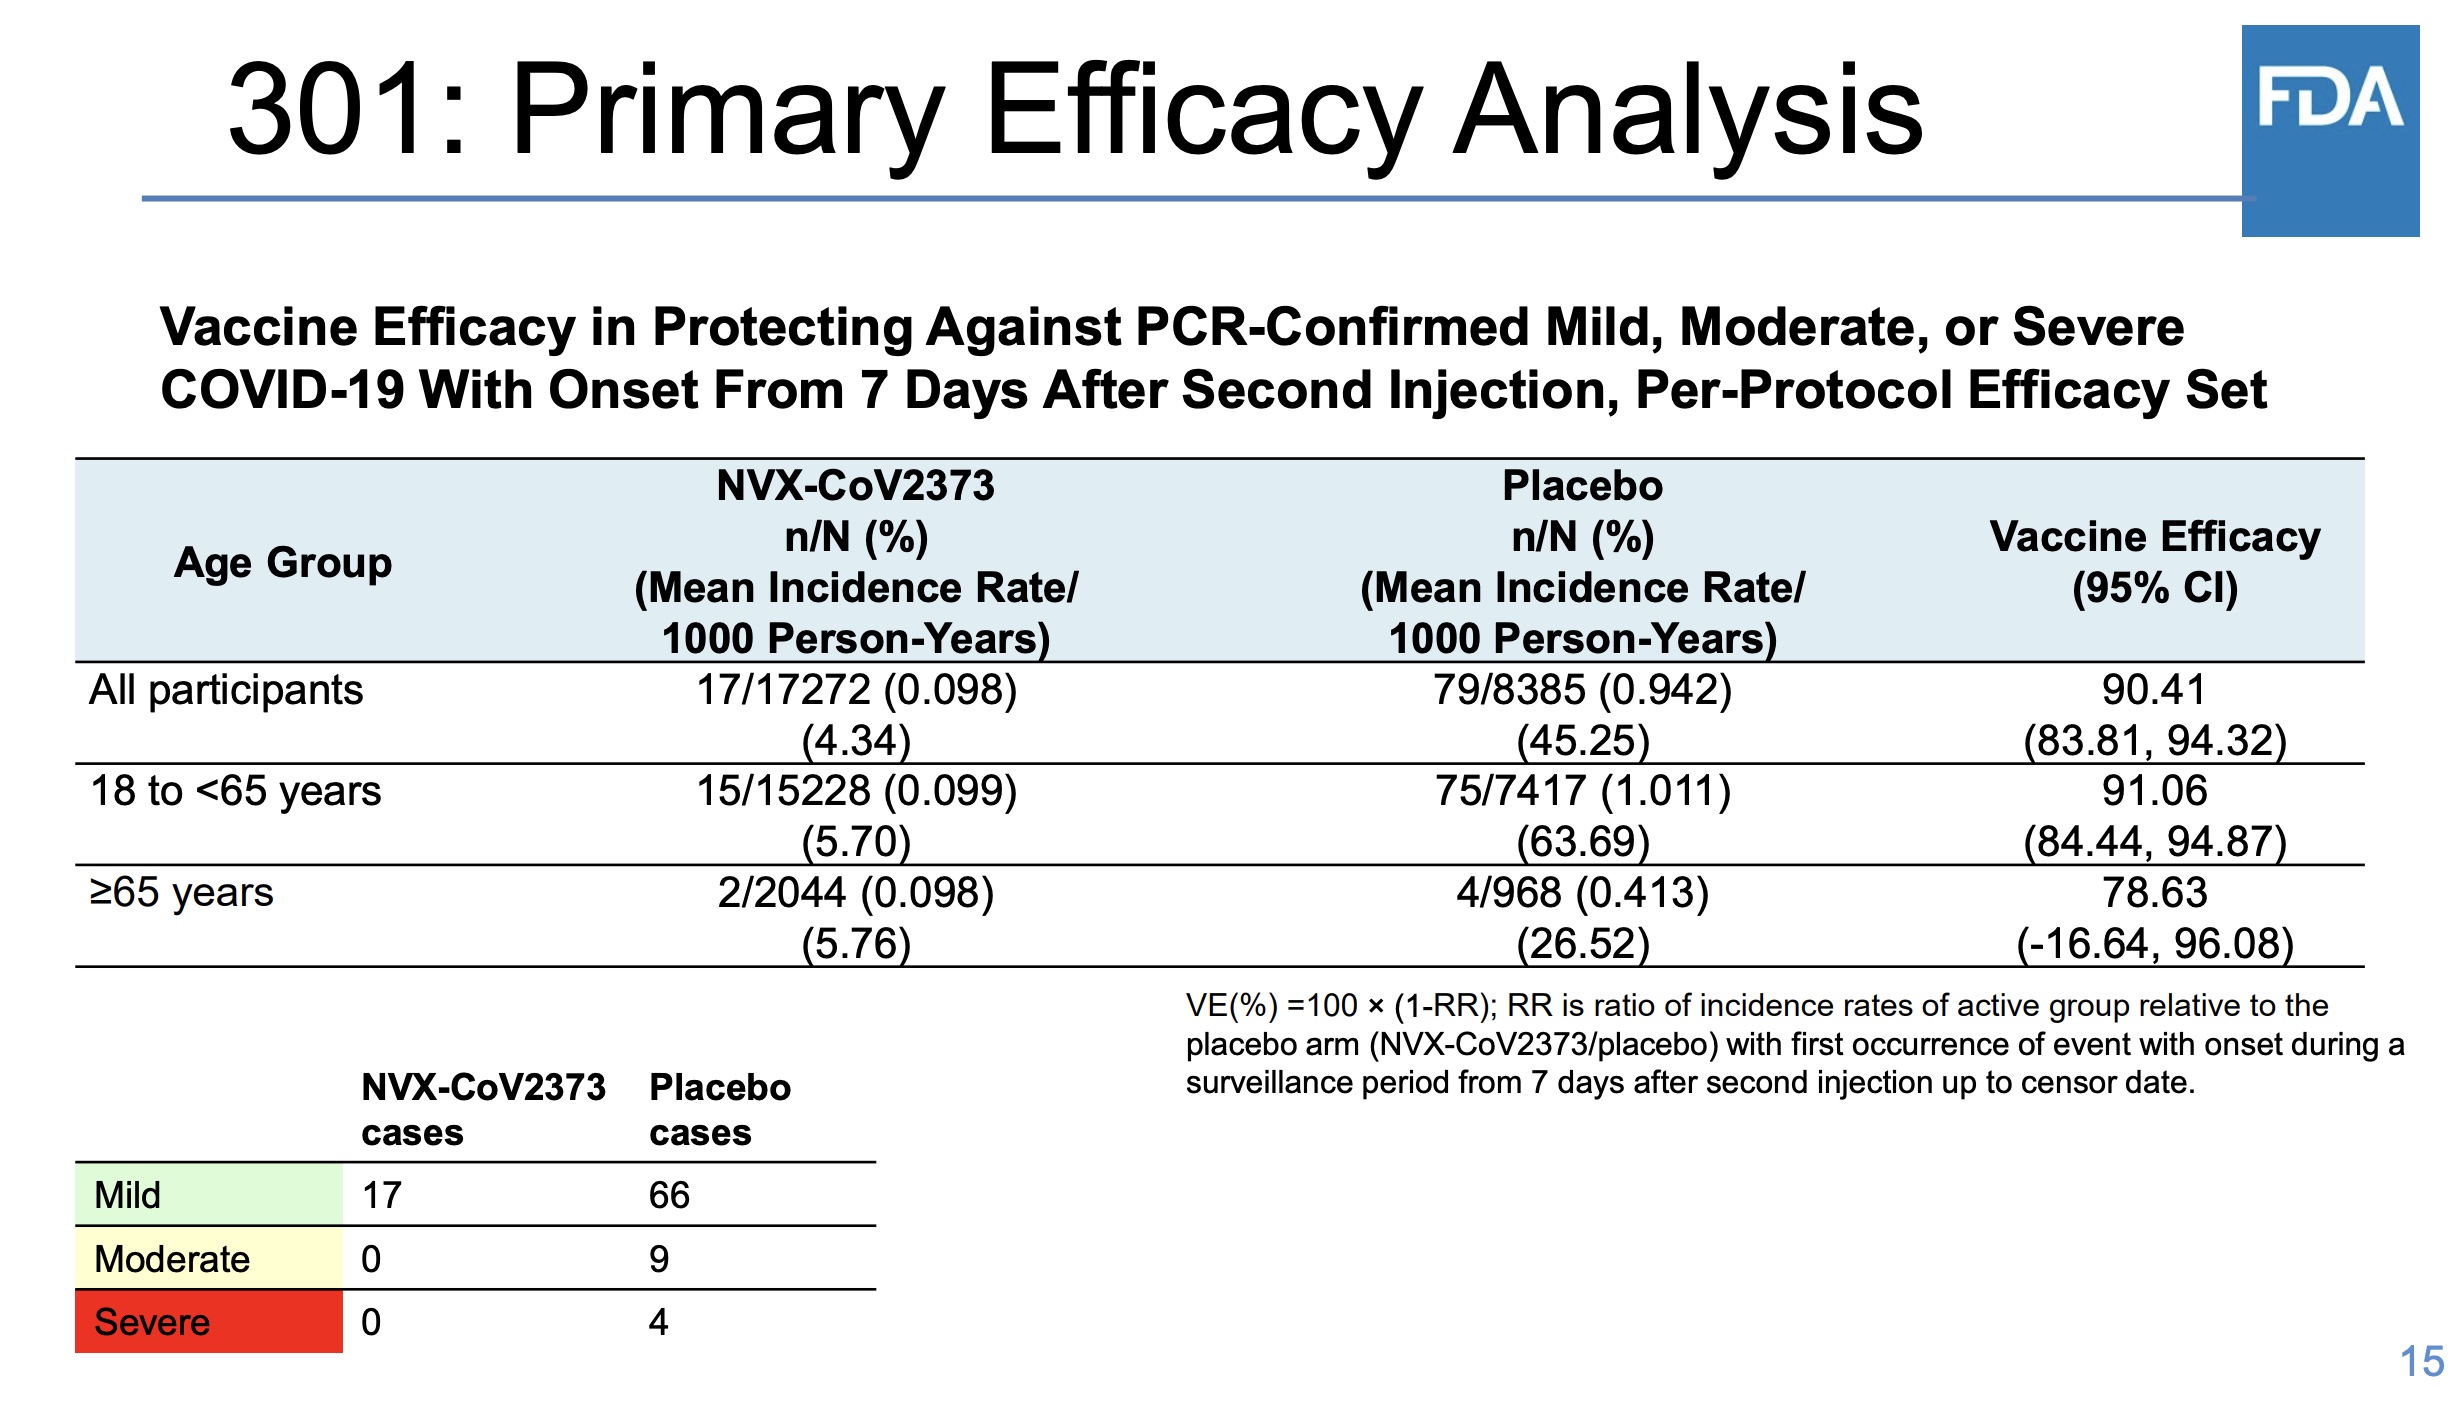 301: Primary Efficacy Analysis
FDA
Vaccine Efficacy in Protecting Against PCR-Confirmed Mild, Moderate, or Severe
COVID-19 With Onset From 7 Days After Second Injection, Per-Protocol Efficacy Set
Age Group
NVX-CoV2373
n/N (%)
(Mean Incidence Rate/
1000 Person-Years)
Placebo
n/N (%)
(Mean Incidence Rate/
1000 Person-Years)
Vaccine Efficacy
(95% CI)
All participants 17/17272 (0.098) 79/8385 (0.942) 90.41
(4.34) (45.25) (83.81, 94.32)
18 to <65 years 15/15228 (0.099) 75/7417 (1.011) 91.06
(5.70) (63.69) (84.44, 94.87)
≥65 years 2/2044 (0.098) 4/968 (0.413) 78.63
(5.76) (26.52) (-16.64, 96.08)
VE(%) =100 × (1-RR); RR is ratio of incidence rates of active group relative to the
placebo arm (NVX-CoV2373/placebo) with first occurrence of event with onset during a
surveillance period from 7 days after second injection up to censor date.
NVX-CoV2373 Placebo
cases cases
Mild 17 66
Moderate 0 9
Severe 0 4
15